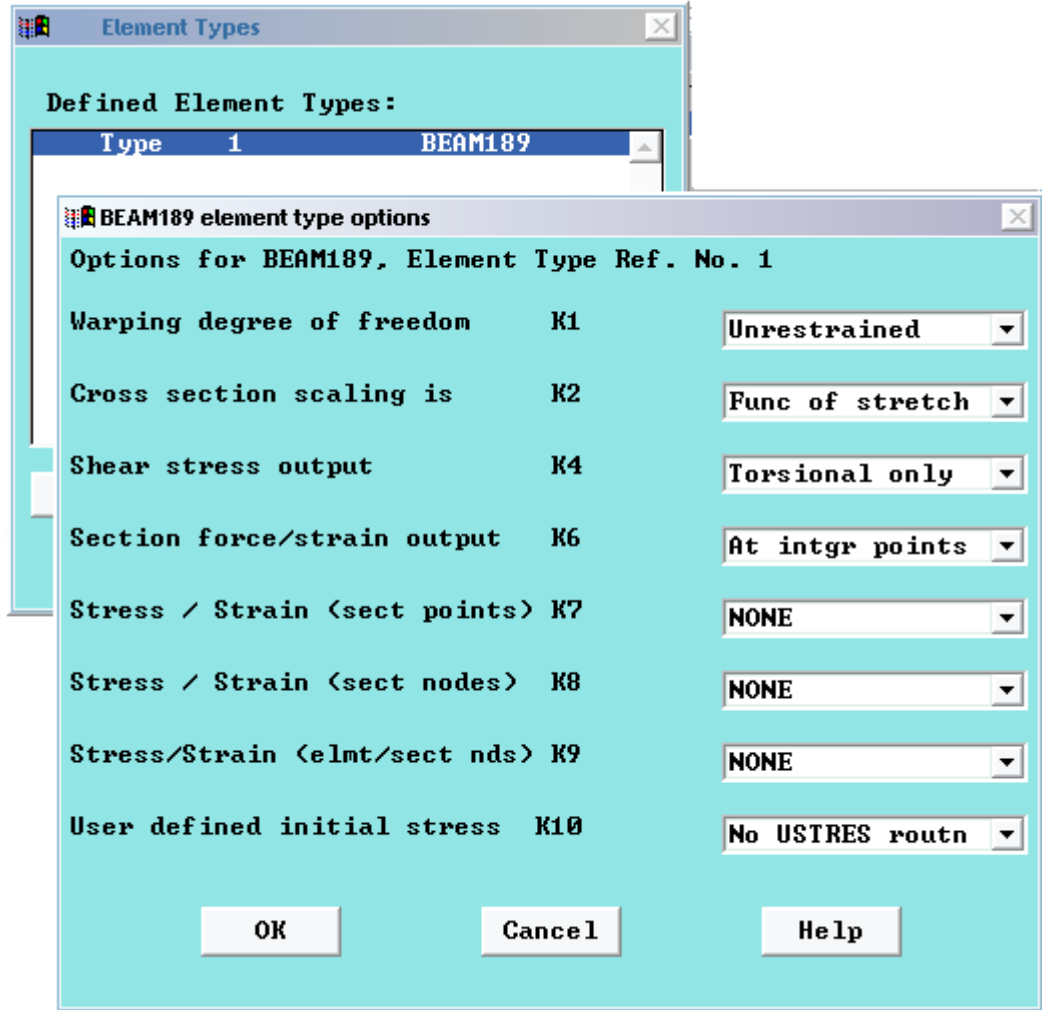 Element Types
Defined Element Types:
Type 1 BEAM189
BEAM189 element type options
Options for BEAM189, Element Type Ref. No. 1
Warping degree of freedom K1 Unrestrained
Cross section scaling is K2 Func of stretch
Shear stress output K4 Torsional only
Section force/strain output K6 At intgr points
Stress / Strain (sect points) K7 NONE
Stress / Strain (sect nodes) K8 NONE
Stress/Strain (elmt/sect nds) K9 NONE
User defined initial stress K10 No USTRES routn
OK Cancel Help